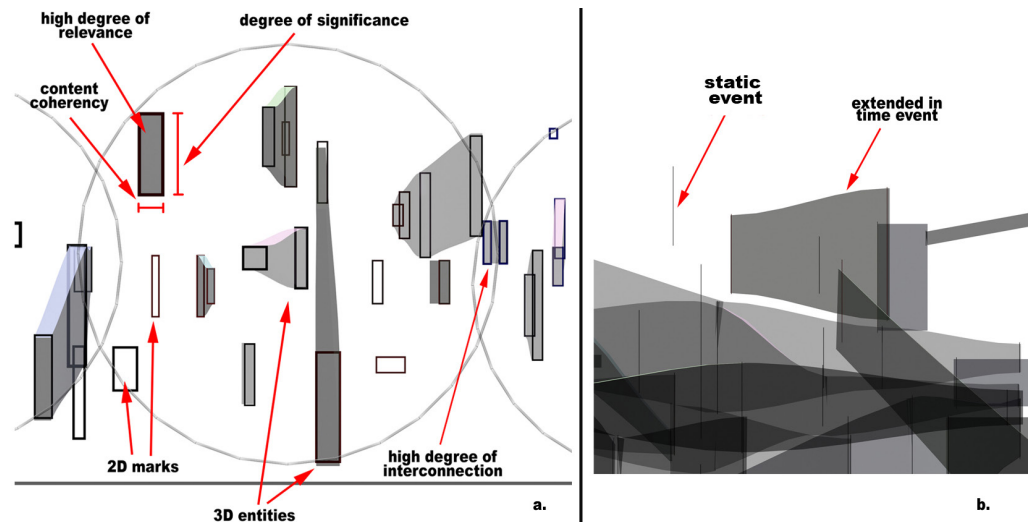 high degree of
relevance
degree of significance
content
coherency
2D marks
3D entities
high degree of
interconnection
a.
static
event
extended in
time event
b.